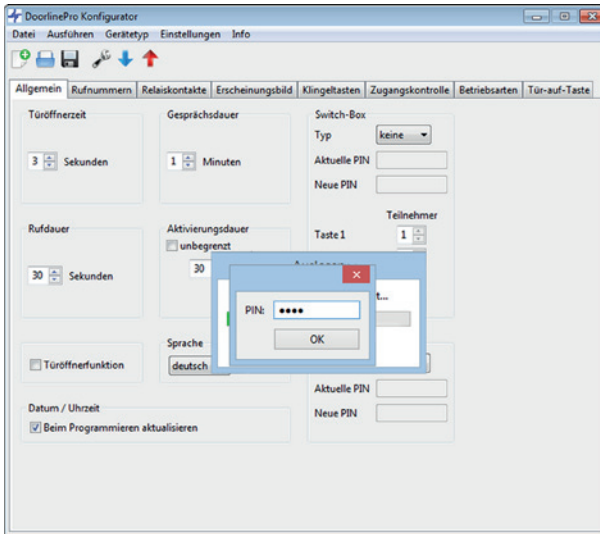 DoorlinePro Konfigurator
Datei Ausführen Gerätetyp Einstellungen Info
Allgemein Rufnummern Relaiskontakte Erscheinungsbild Klingeltasten Zugangskontrolle Betriebsarten Tür-auf-Taste
Türöffnerzeit
3 Sekunden
Gesprächsdauer
1 Minuten
Switch-Box
Typ keine
Aktuelle PIN
Neue PIN
Teilnehmer
Taste 1 1
Rufdauer
30 Sekunden
Aktivierungsdauer
unbegrenzt
30
t...
PIN: ●●●●
OK
Türöffnerfunktion
Sprache
deutsch
Aktuelle PIN
Neue PIN
Datum / Uhrzeit
Beim Programmieren aktualisieren